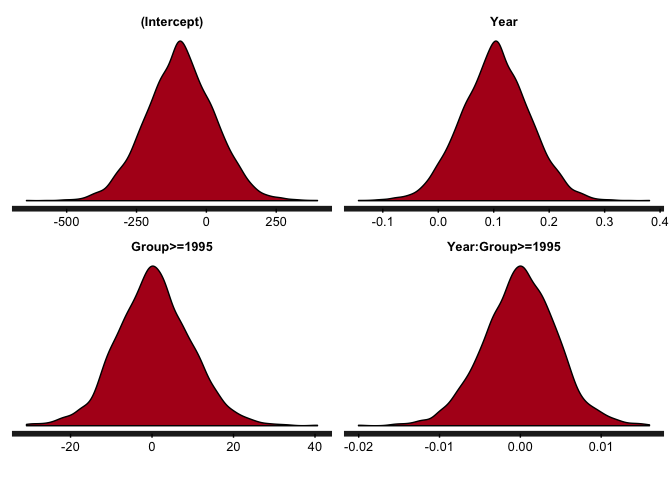 (Intercept)
Year
-500 -250 0 250
-0.1 0.0 0.1 0.2 0.3 0.4
Group>=1995
Year:Group>=1995
-20 0 20 40
-0.02 -0.01 0.00 0.01